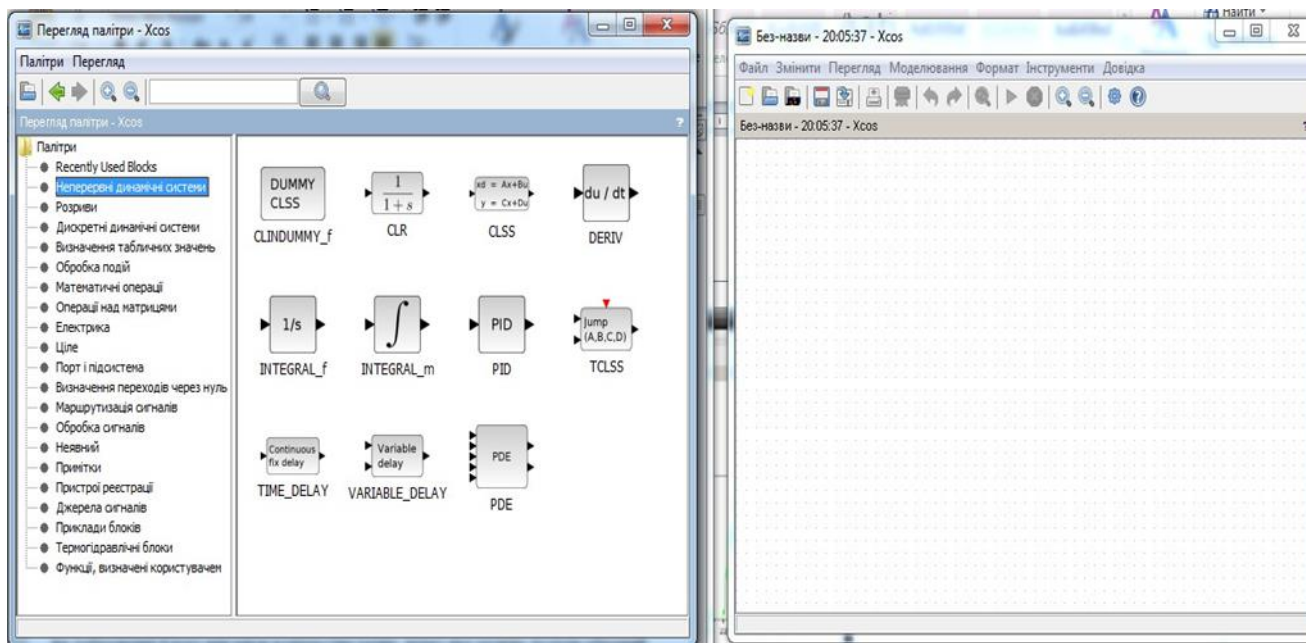 Перегляд палітри - Xcos
Палітри Перегляд
Перегляд палітри - Xcos ?
Палітри
Recently Used Blocks
Неперервні динамічні системи
Розриви
Дискретні динамічні системи
Визначення табличних значень
Обробка подій
Математичні операції
Операції над матрицями
Електрика
Ціле
Порт і підсистема
Визначення переходів через нуль
Маршрутизація сигналів
Обробка сигналів
Неявний
Примітки
Пристрої реєстрації
Джерела сигналів
Приклади блоків
Термогідравлічні блоки
Функції, визначені користувачем
DUMMY
CLSS
CLINDUMMY_f
1
1 + s
CLR
xd = Ax+Bu
y = Cx+Du
CLSS
du / dt
DERIV
1/s
INTEGRAL_f
∫
INTEGRAL_m
PID
PID
Jump
(A,B,C,D)
TCLSS
Continuous
fix delay
TIME_DELAY
Variable
delay
VARIABLE_DELAY
PDE
PDE
Найти
Без-назви - 20:05:37 - Xcos
Файл Змінити Перегляд Моделювання Формат Інструменти Довідка
Без-назви - 20:05:37 - Xcos